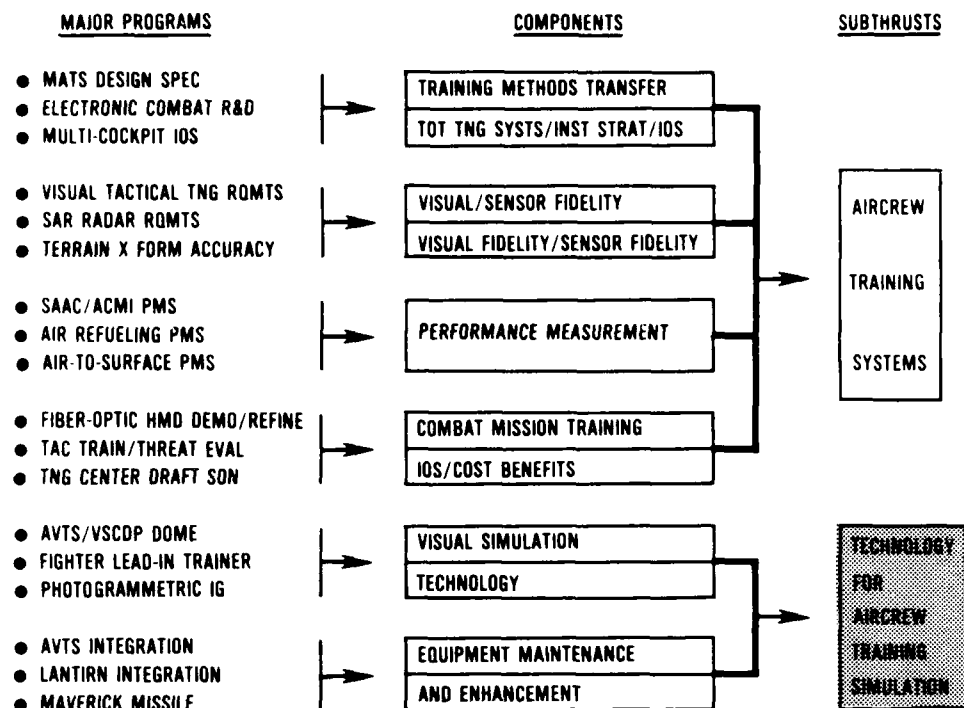 MAJOR PROGRAMS
COMPONENTS
SUBTHRUSTS
● MATS DESIGN SPEC
● ELECTRONIC COMBAT R&D
● MULTI-COCKPIT IOS
TRAINING METHODS TRANSFER
TOT TNG SYSTS/INST STRAT/IOS
● VISUAL TACTICAL TNG RQMTS
● SAR RADAR RQMTS
● TERRAIN X FORM ACCURACY
VISUAL/SENSOR FIDELITY
VISUAL FIDELITY/SENSOR FIDELITY
● SAAC/ACMI PMS
● AIR REFUELING PMS
● AIR-TO-SURFACE PMS
PERFORMANCE MEASUREMENT
● FIBER-OPTIC HMD DEMO/REFINE
● TAC TRAIN/THREAT EVAL
● TNG CENTER DRAFT SON
COMBAT MISSION TRAINING
IOS/COST BENEFITS
AIRCREW
TRAINING
SYSTEMS
● AVTS/VSCDP DOME
● FIGHTER LEAD-IN TRAINER
● PHOTOGRAMMETRIC IG
VISUAL SIMULATION
TECHNOLOGY
● AVTS INTEGRATION
● LANTIRN INTEGRATION
● MAVERICK MISSILE
EQUIPMENT MAINTENANCE
AND ENHANCEMENT
TECHNOLOGY
FOR
AIRCREW
TRAINING
SIMULATION